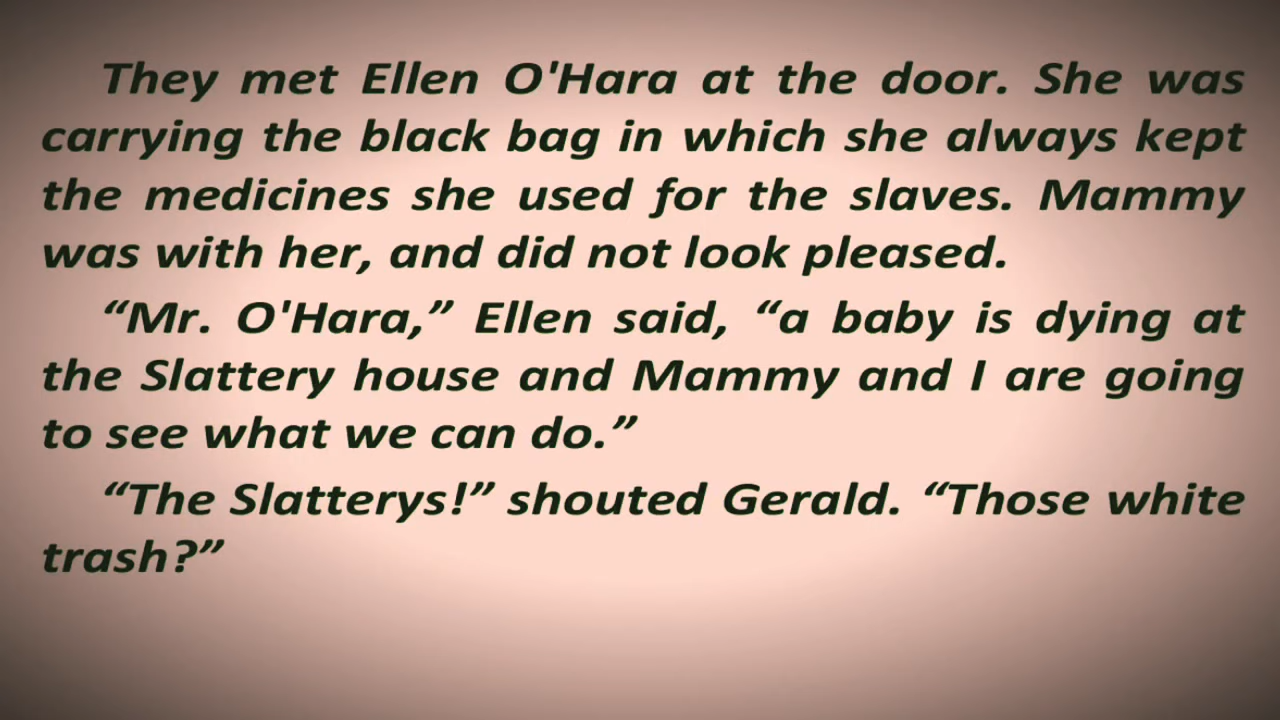 They met Ellen O'Hara at the door. She was
carrying the black bag in which she always kept
the medicines she used for the slaves. Mammy
was with her, and did not look pleased.
“Mr. O'Hara,” Ellen said, “a baby is dying at
the Slattery house and Mammy and I are going
to see what we can do.”
“The Slatterys!” shouted Gerald. “Those white
trash?”